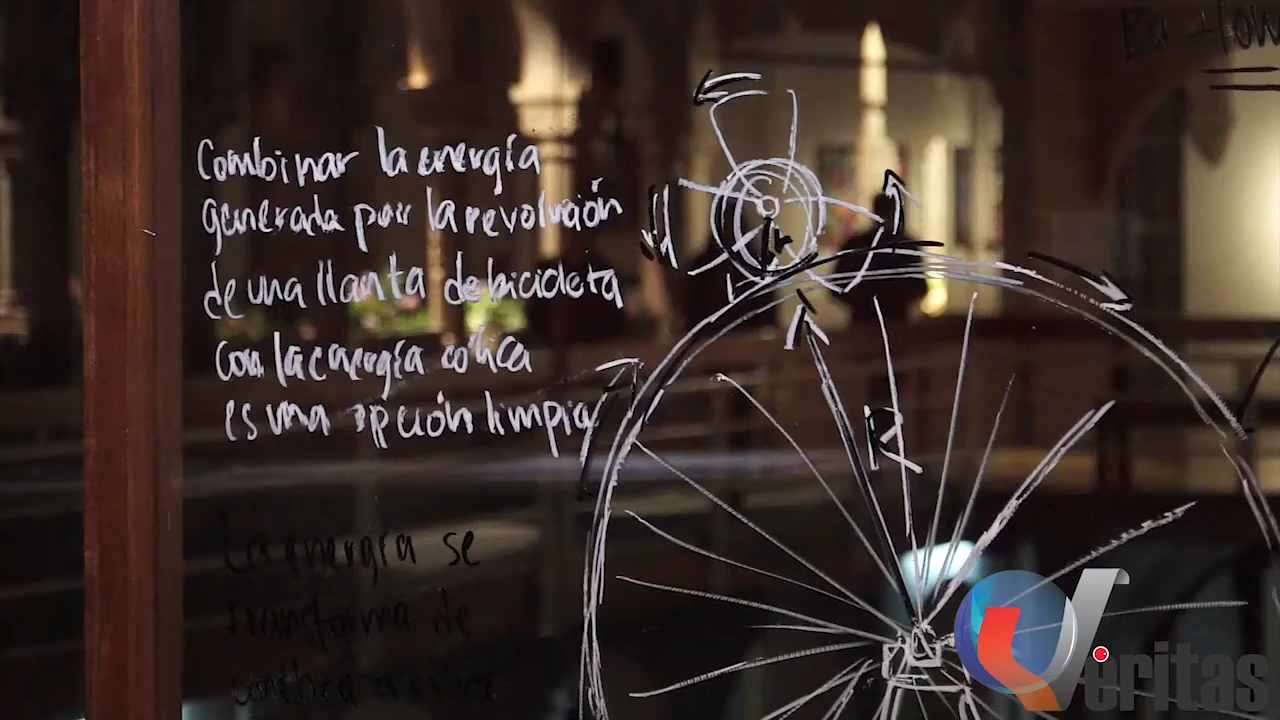 Combinar la energía
generada por la revolución
de una llanta de bicicleta
con la energía eólica
es una opción limpia
La energía se
transforma de
R
Veritas